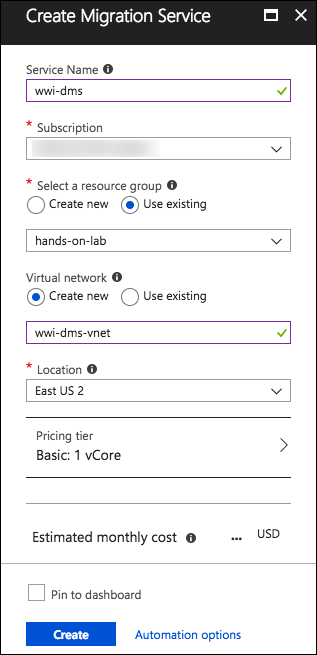 Create Migration Service
Service Name
wwi-dms
* Subscription
* Select a resource group
Create new Use existing
hands-on-lab
Virtual network
Create new Use existing
wwi-dms-vnet
* Location
East US 2
Pricing tier
Basic: 1 vCore
Estimated monthly cost ... USD
Pin to dashboard
Create Automation options